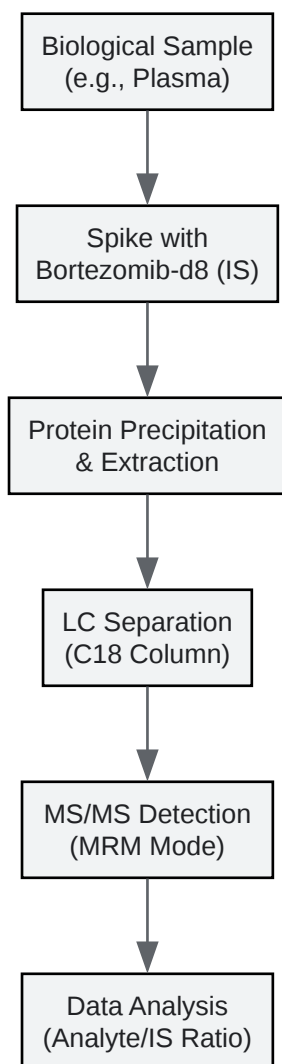 Biological Sample
(e.g., Plasma)
Spike with
Bortezomib-d8 (IS)
Protein Precipitation
& Extraction
LC Separation
(C18 Column)
MS/MS Detection
(MRM Mode)
Data Analysis
(Analyte/IS Ratio)